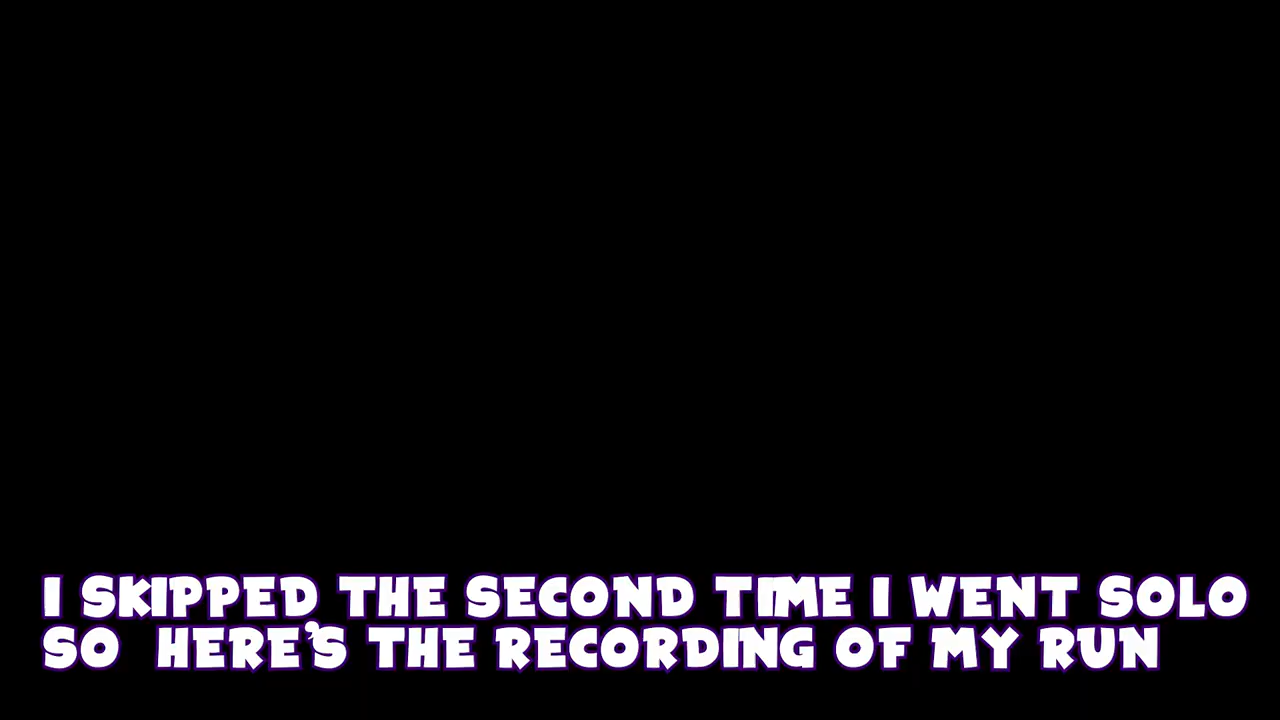 I SKIPPED THE SECOND TIME I WENT SOLO
SO HERE'S THE RECORDING OF MY RUN